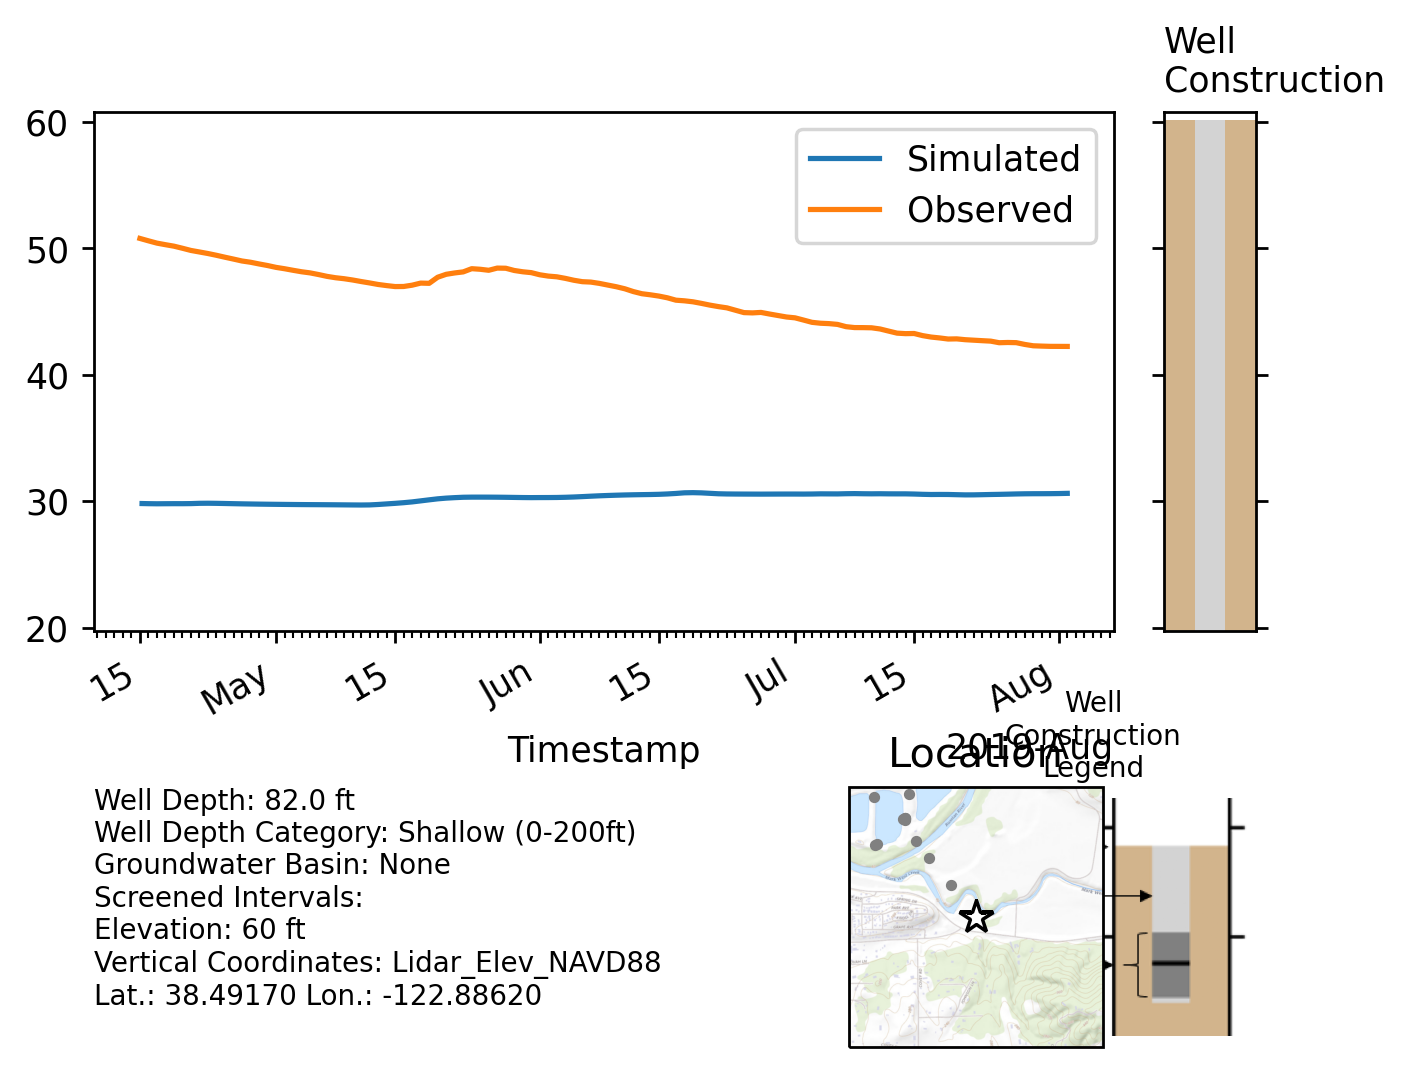 Well
Construction
60
50
40
30
20
Simulated
Observed
15
May
15
Jun
15
Jul
15
Aug
Timestamp
2019-Aug
Location
Well
Construction
Legend
Well Depth: 82.0 ft
Well Depth Category: Shallow (0-200ft)
Groundwater Basin: None
Screened Intervals:
Elevation: 60 ft
Vertical Coordinates: Lidar_Elev_NAVD88
Lat.: 38.49170 Lon.: -122.88620